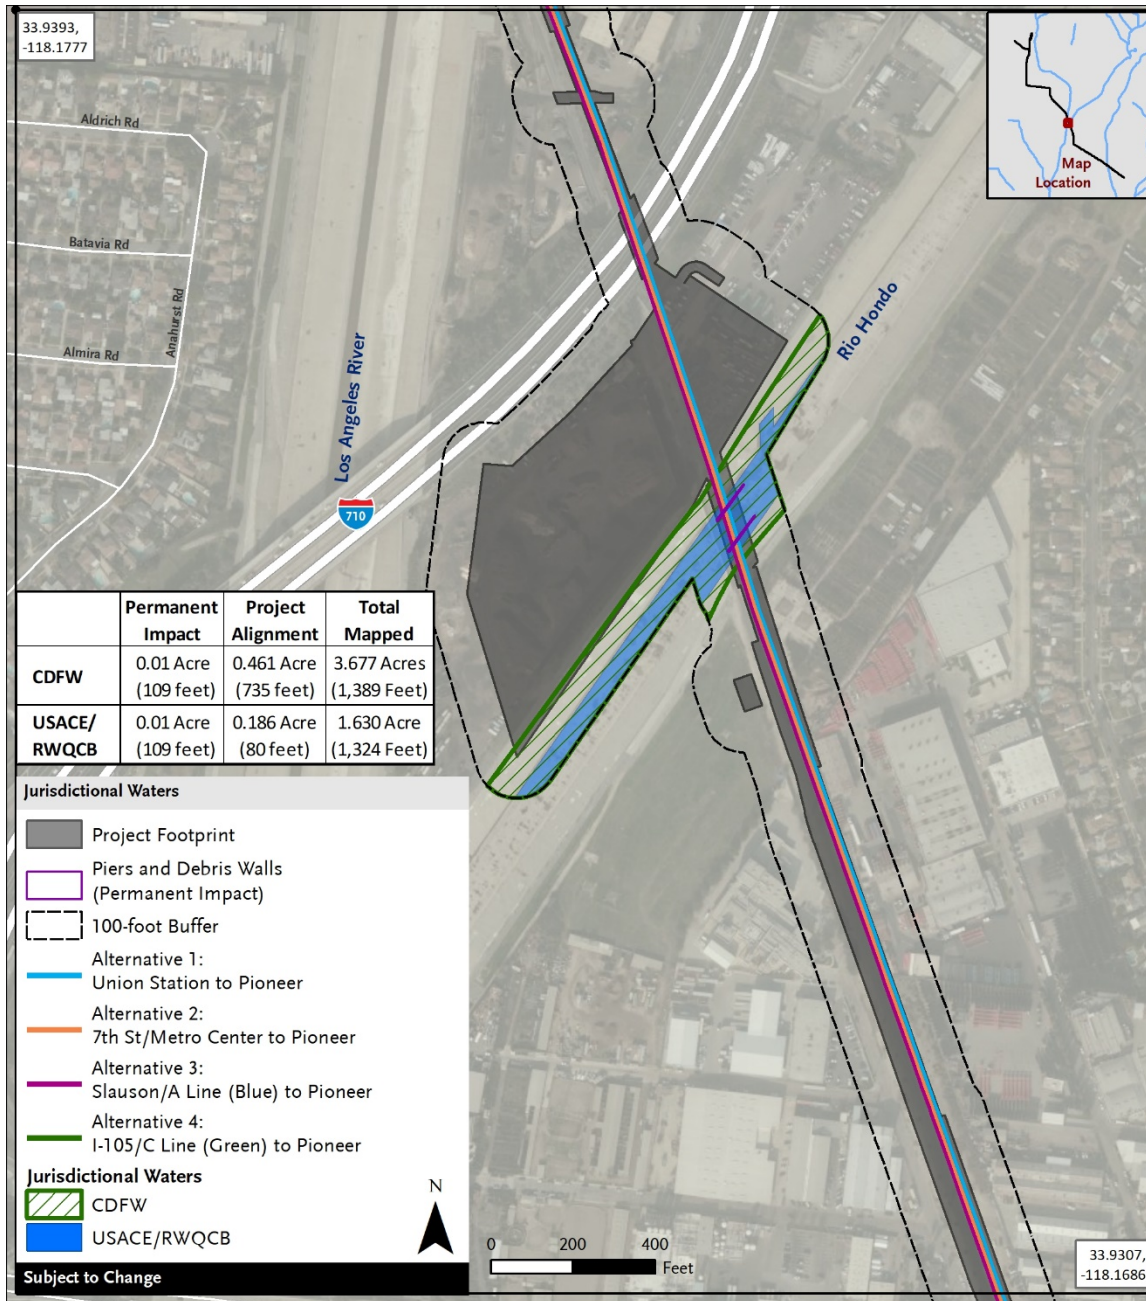 33.9393,
-118.1777
Map
Location
Aldrich Rd
Batavia Rd
Anahurst Rd
Almira Rd
Los Angeles River
Rio Hondo
710
Permanent Impact Project Alignment Total Mapped
CDFW 0.01 Acre (109 feet) 0.461 Acre (735 feet) 3.677 Acres (1,389 Feet)
USACE/RWQCB 0.01 Acre (109 feet) 0.186 Acre (80 feet) 1.630 Acre (1,324 Feet)
Jurisdictional Waters
Project Footprint
Piers and Debris Walls
(Permanent Impact)
100-foot Buffer
Alternative 1:
Union Station to Pioneer
Alternative 2:
7th St/Metro Center to Pioneer
Alternative 3:
Slauson/A Line (Blue) to Pioneer
Alternative 4:
I-105/C Line (Green) to Pioneer
Jurisdictional Waters
CDFW
USACE/RWQCB
Subject to Change
N
0 200 400
Feet
33.9307,
-118.1686